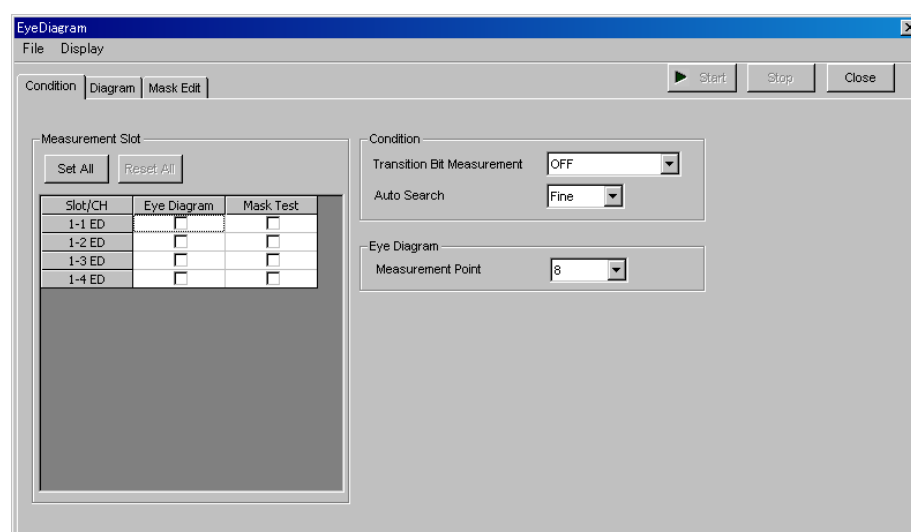 EyeDiagram
File Display
Start Stop Close
Condition Diagram Mask Edit
Measurement Slot
Set All Reset All
Slot/CH Eye Diagram Mask Test
1-1 ED
1-2 ED
1-3 ED
1-4 ED
Condition
Transition Bit Measurement OFF
Auto Search Fine
Eye Diagram
Measurement Point 8